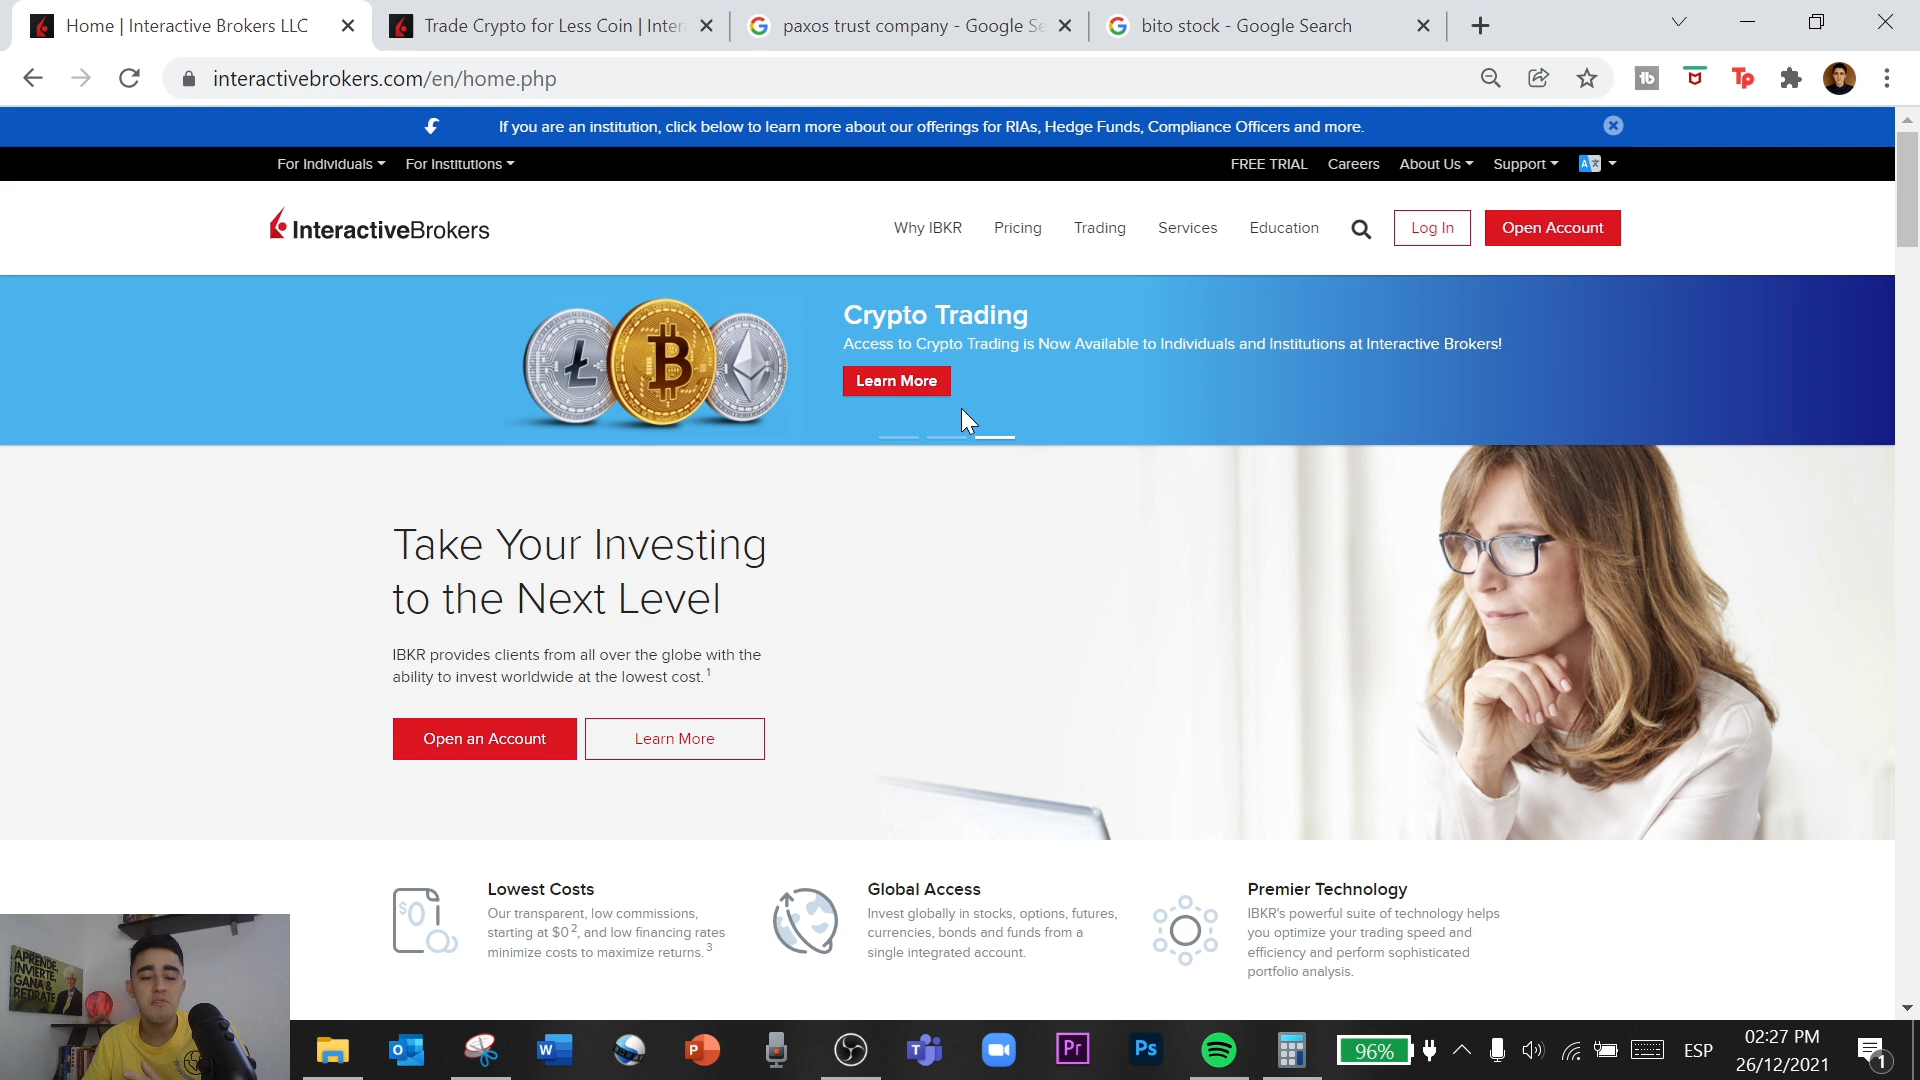 Home | Interactive Brokers LLC
Trade Crypto for Less Coin | Inter
paxos trust company - Google Se
bito stock - Google Search
interactivebrokers.com/en/home.php
If you are an institution, click below to learn more about our offerings for RIAs, Hedge Funds, Compliance Officers and more.
For Individuals
For Institutions
FREE TRIAL
Careers
About Us
Support
InteractiveBrokers
Why IBKR
Pricing
Trading
Services
Education
Log In
Open Account
Crypto Trading
Access to Crypto Trading is Now Available to Individuals and Institutions at Interactive Brokers!
Learn More
Take Your Investing
to the Next Level
IBKR provides clients from all over the globe with the
ability to invest worldwide at the lowest cost. 1
Open an Account
Learn More
Lowest Costs
Our transparent, low commissions,
starting at $0 2, and low financing rates
minimize costs to maximize returns. 3
Global Access
Invest globally in stocks, options, futures,
currencies, bonds and funds from a
single integrated account.
Premier Technology
IBKR's powerful suite of technology helps
you optimize your trading speed and
efficiency and perform sophisticated
portfolio analysis.
APRENDE,
INVIERTE,
GANA &
RETIRATE
96%
ESP
02:27 PM
26/12/2021
1